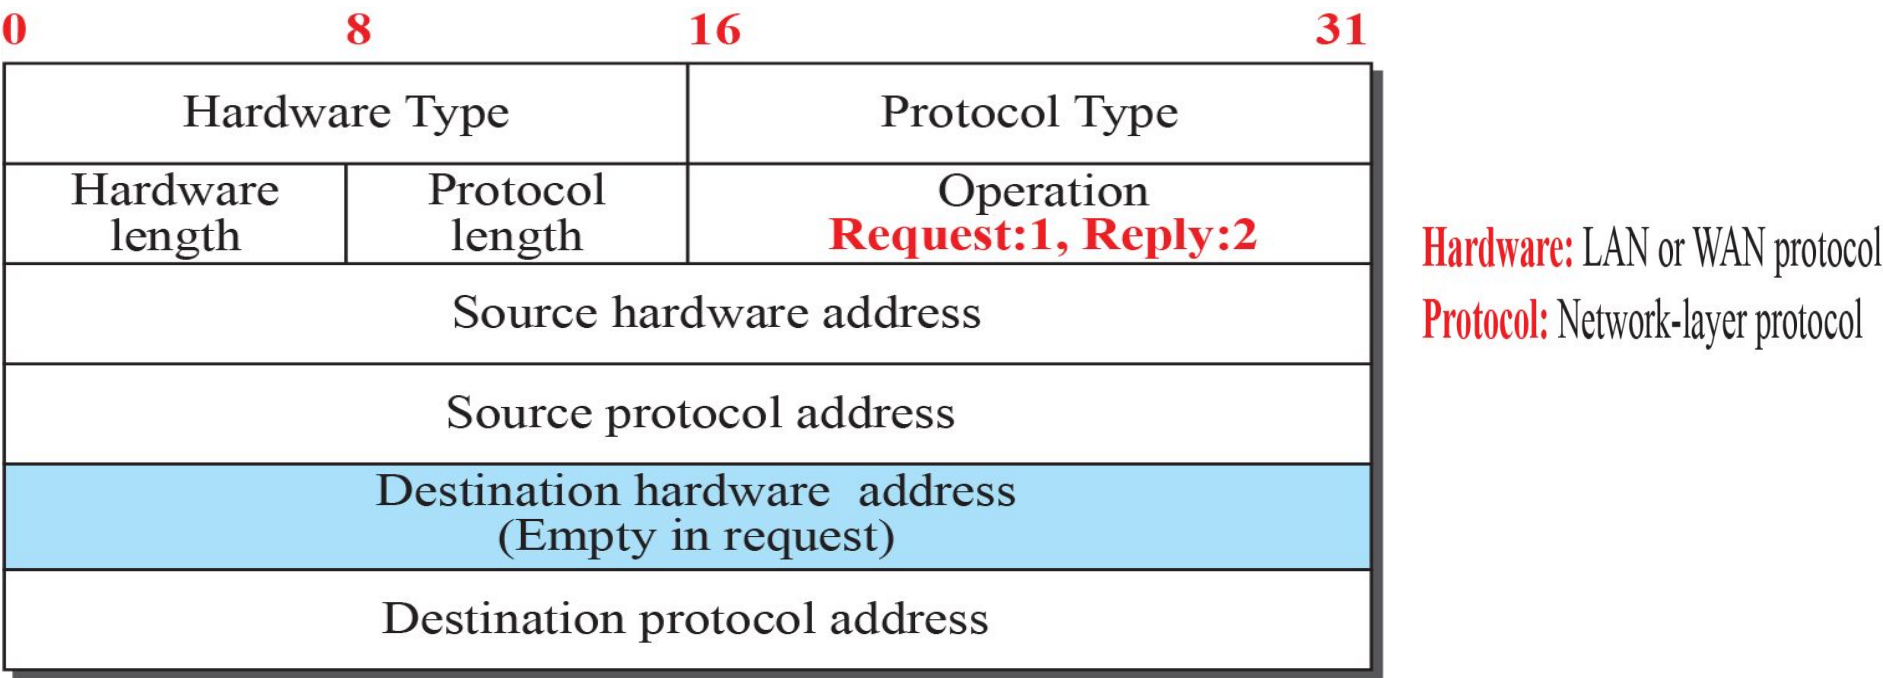 0 8 16 31
Hardware Type Protocol Type
Hardware length
Protocol length
Operation
Request:1, Reply:2
Source hardware address
Source protocol address
Destination hardware address
(Empty in request)
Destination protocol address
Hardware: LAN or WAN protocol
Protocol: Network-layer protocol